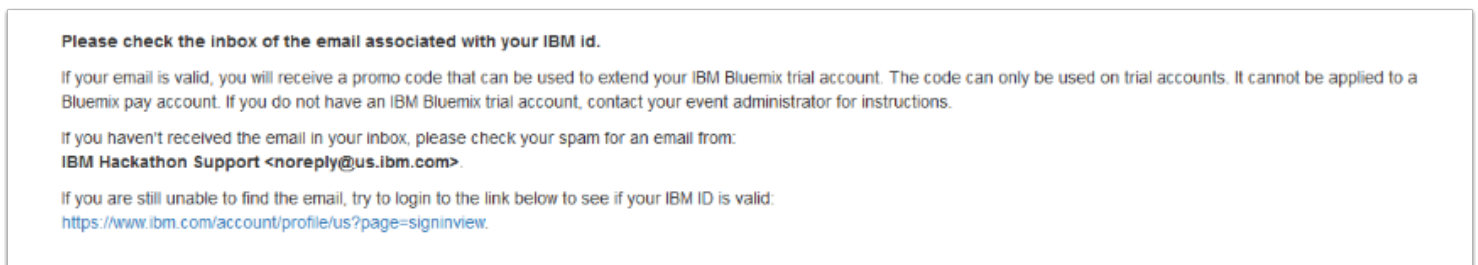 Please check the inbox of the email associated with your IBM id.
If your email is valid, you will receive a promo code that can be used to extend your IBM Bluemix trial account. The code can only be used on trial accounts. It cannot be applied to a
Bluemix pay account. If you do not have an IBM Bluemix trial account, contact your event administrator for instructions.
If you haven't received the email in your inbox, please check your spam for an email from:
IBM Hackathon Support <noreply@us.ibm.com>.
If you are still unable to find the email, try to login to the link below to see if your IBM ID is valid:
https://www.ibm.com/account/profile/us?page=signinview.